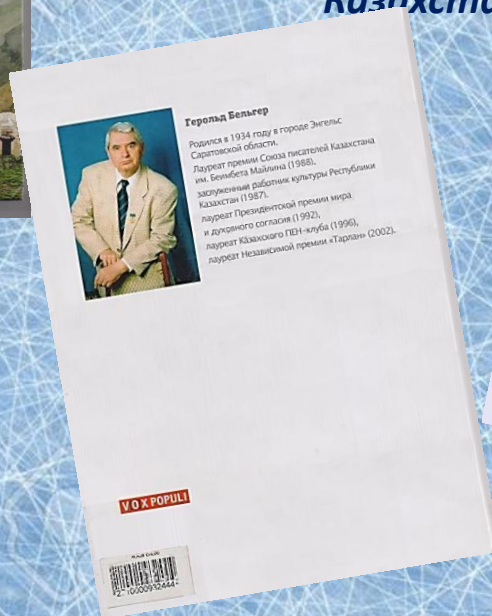 Герольд Бельгер
Родился в 1934 году в городе Энгельс
Саратовской области.
Лауреат премии Союза писателей Казахстана
им. Беимбета Майлина (1988),
заслуженный работник культуры Республики
Казахстан (1987).
лауреат Президентской премии мира
и духовного согласия (1992),
лауреат Казахского ПЕН-клуба (1996),
лауреат Независимой премии «Тарлан» (2002).
VOX POPULI